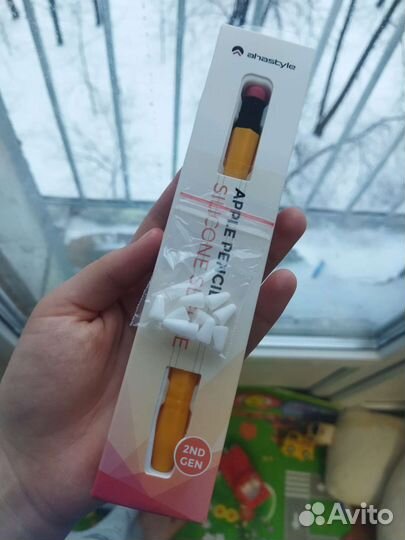 ahastyle
APPLE PENCIL
SILICONE SLEEVE
2ND
GEN
Avito